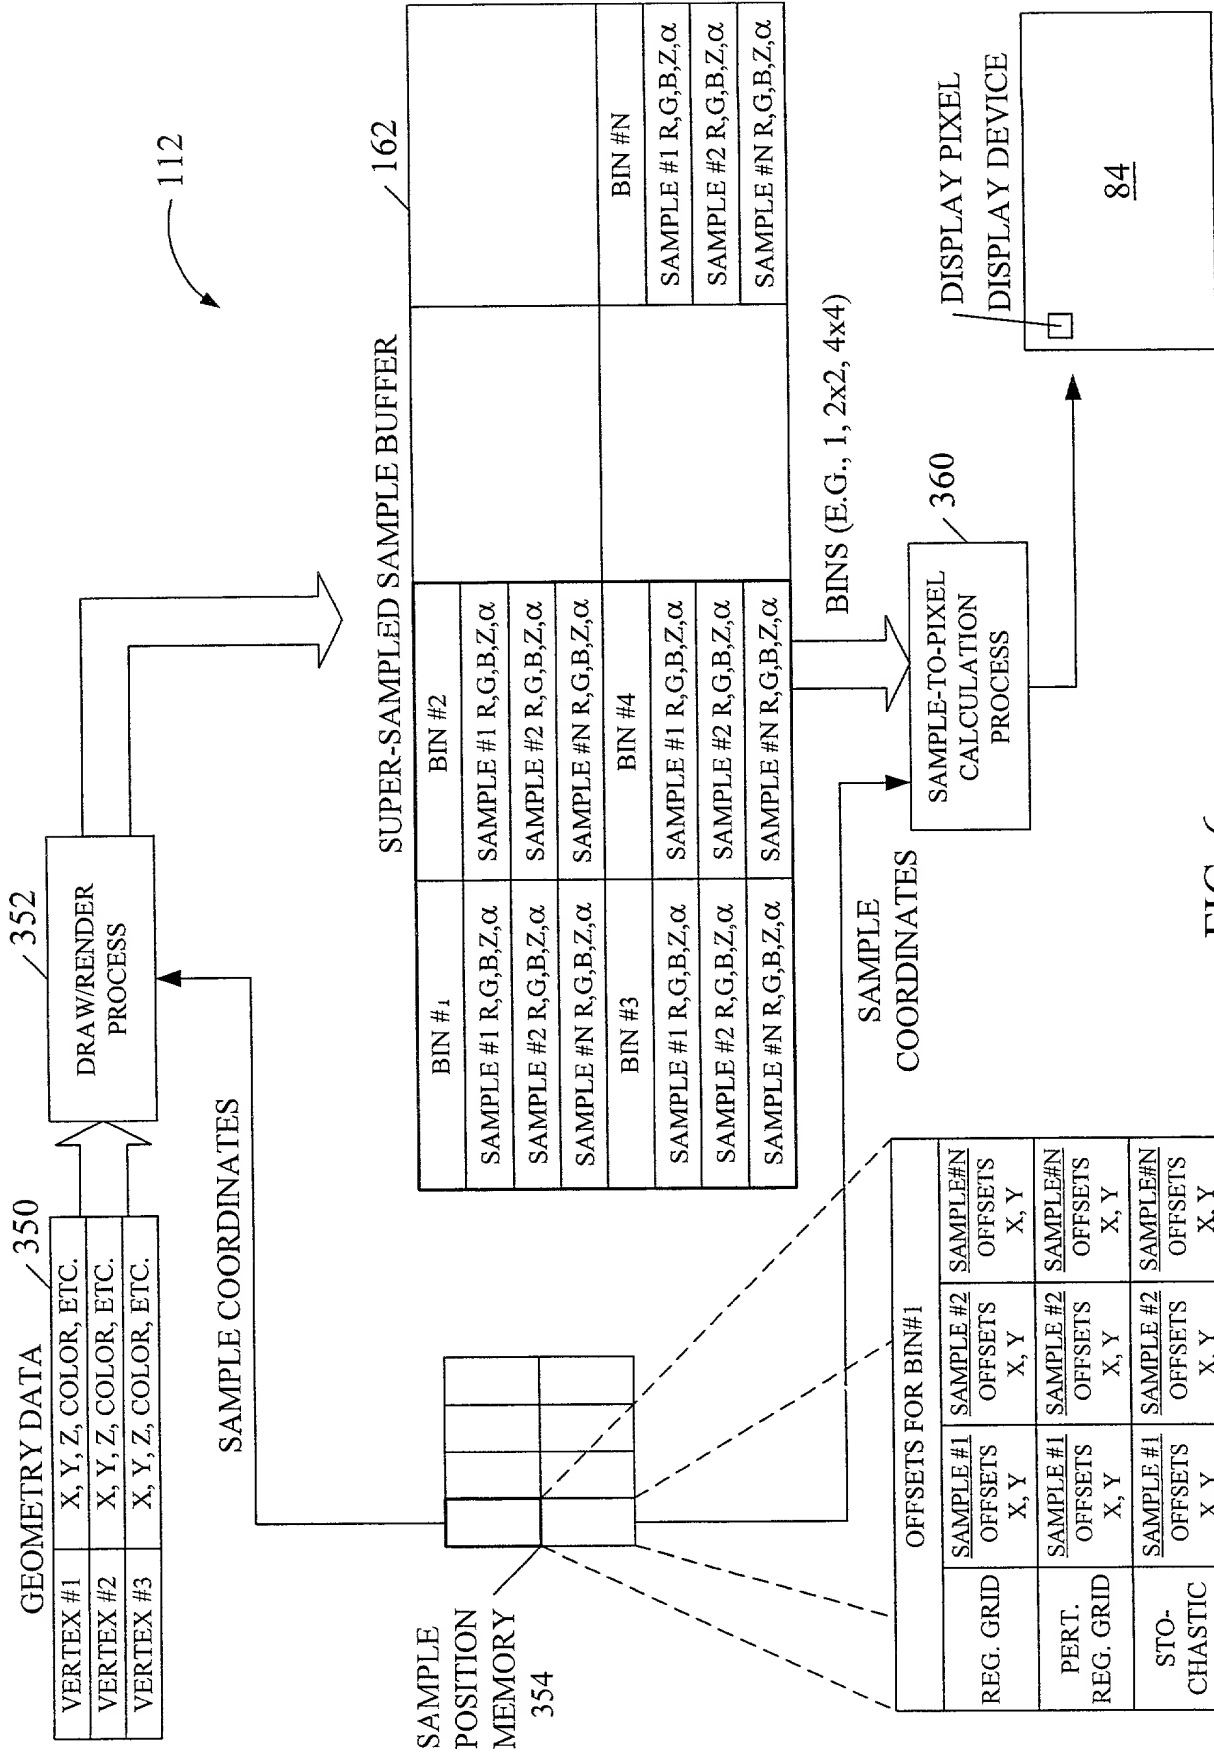 112
GEOMETRY DATA
350
VERTEX #1 X, Y, Z, COLOR, ETC.
VERTEX #2 X, Y, Z, COLOR, ETC.
VERTEX #3 X, Y, Z, COLOR, ETC.
352
DRAW/RENDER
PROCESS
SAMPLE COORDINATES
SUPER-SAMPLED SAMPLE BUFFER
162
BIN #1
SAMPLE #1 R,G,B,Z,α
SAMPLE #2 R,G,B,Z,α
SAMPLE #N R,G,B,Z,α
BIN #2
SAMPLE #1 R,G,B,Z,α
SAMPLE #2 R,G,B,Z,α
SAMPLE #N R,G,B,Z,α
BIN #3
SAMPLE #1 R,G,B,Z,α
SAMPLE #2 R,G,B,Z,α
SAMPLE #N R,G,B,Z,α
BIN #4
SAMPLE #1 R,G,B,Z,α
SAMPLE #2 R,G,B,Z,α
SAMPLE #N R,G,B,Z,α
BIN #N
SAMPLE #1 R,G,B,Z,α
SAMPLE #2 R,G,B,Z,α
SAMPLE #N R,G,B,Z,α
SAMPLE
POSITION
MEMORY
354
BINS (E.G., 1, 2x2, 4x4)
SAMPLE
COORDINATES
360
SAMPLE-TO-PIXEL
CALCULATION
PROCESS
DISPLAY PIXEL
DISPLAY DEVICE
84
OFFSETS FOR BIN#1
REG. GRID
SAMPLE #1
OFFSETS
X, Y
SAMPLE #2
OFFSETS
X, Y
SAMPLE#N
OFFSETS
X, Y
PERT.
REG. GRID
SAMPLE #1
OFFSETS
X, Y
SAMPLE #2
OFFSETS
X, Y
SAMPLE#N
OFFSETS
X, Y
STO-
CHASTIC
SAMPLE #1
OFFSETS
X, Y
SAMPLE #2
OFFSETS
X, Y
SAMPLE#N
OFFSETS
X, Y